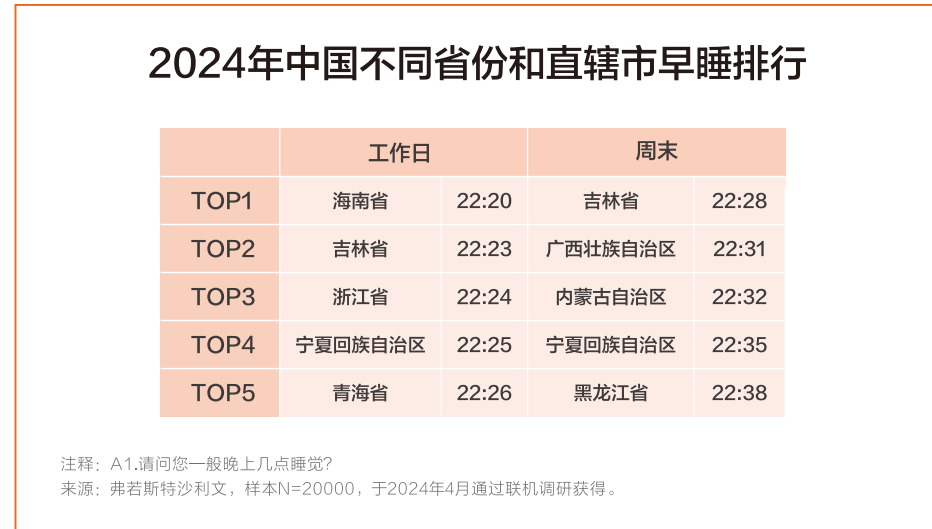 2024年中国不同省份和直辖市早睡排行
工作日 周末
TOP1 海南省 22:20 吉林省 22:28
TOP2 吉林省 22:23 广西壮族自治区 22:31
TOP3 浙江省 22:24 内蒙古自治区 22:32
TOP4 宁夏回族自治区 22:25 宁夏回族自治区 22:35
TOP5 青海省 22:26 黑龙江省 22:38
注释：A1.请问您一般晚上几点睡觉?
来源：弗若斯特沙利文，样本N=20000，于2024年4月通过联机调研获得。